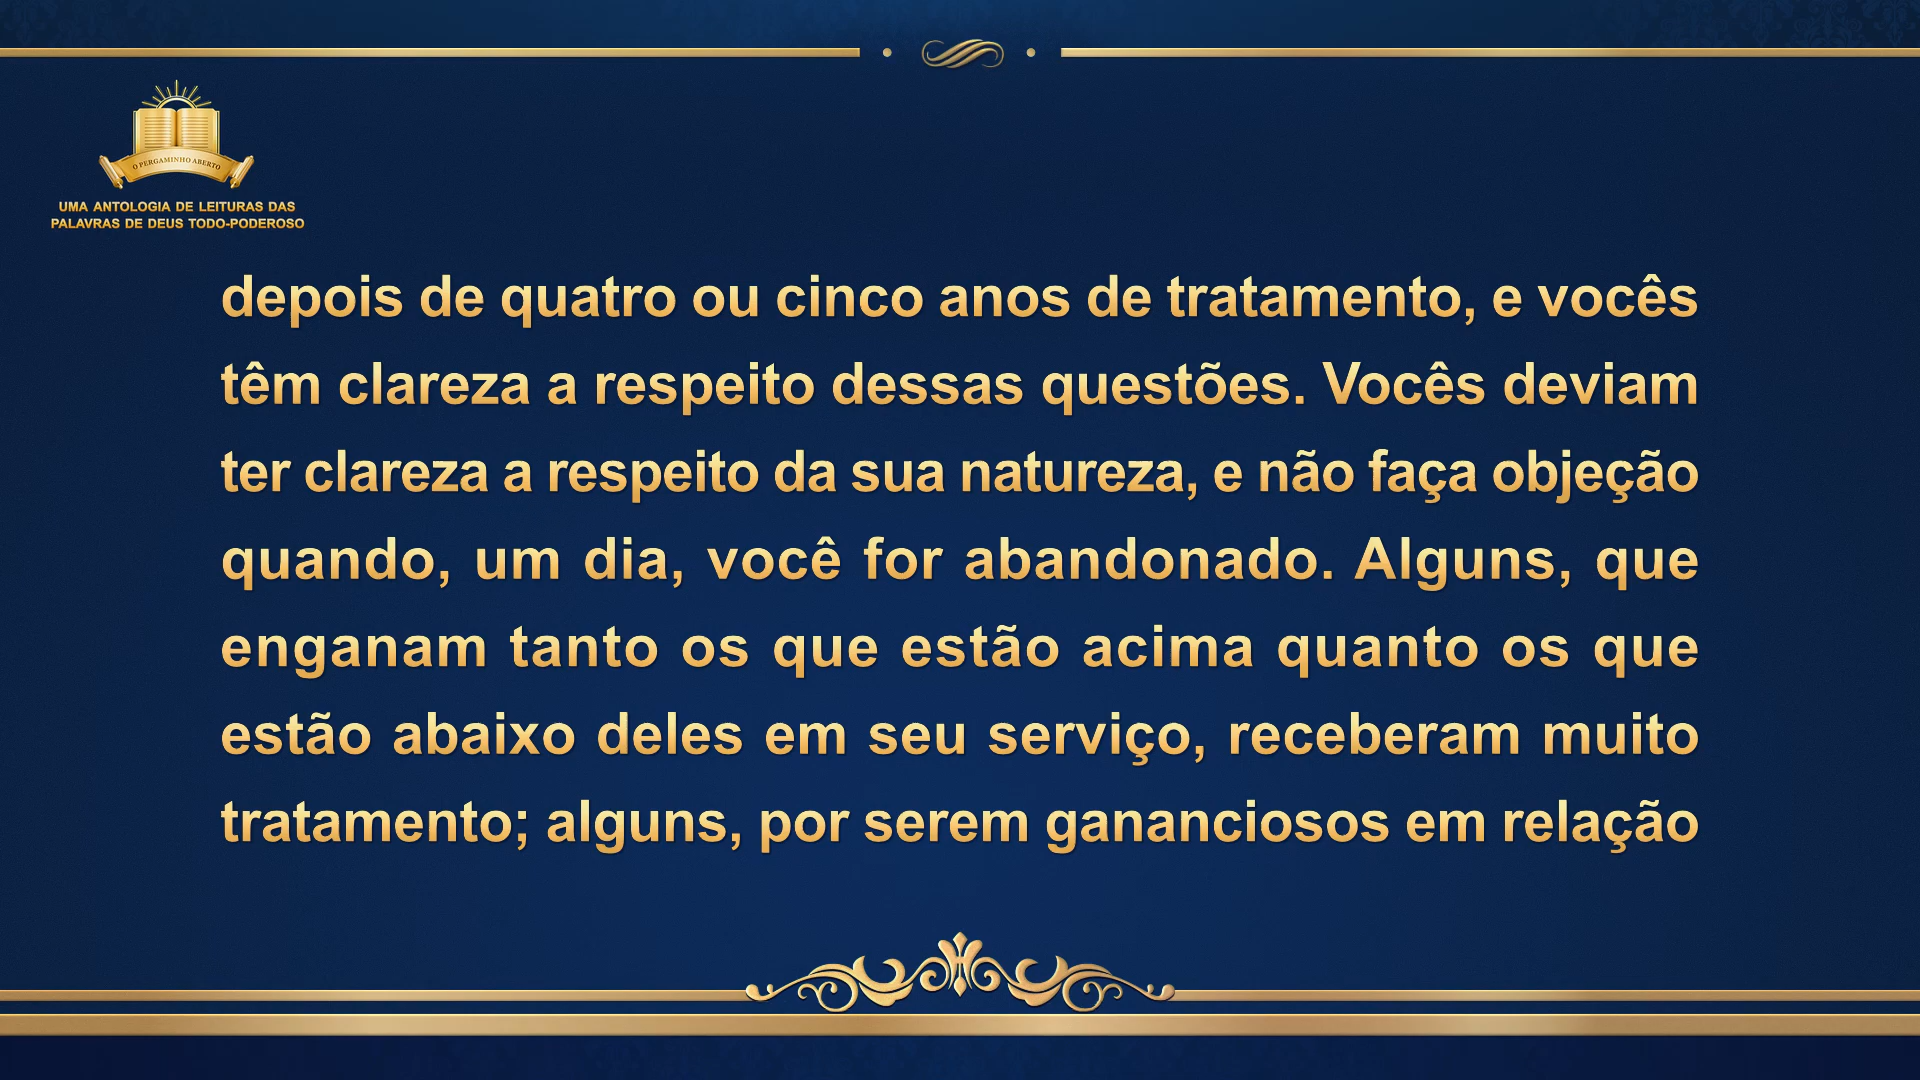 O PERGAMINHO ABERTO
UMA ANTOLOGIA DE LEITURAS DAS
PALAVRAS DE DEUS TODO-PODEROSO
depois de quatro ou cinco anos de tratamento, e vocês
têm clareza a respeito dessas questões. Vocês deviam
ter clareza a respeito da sua natureza, e não faça objeção
quando, um dia, você for abandonado. Alguns, que
enganam tanto os que estão acima quanto os que
estão abaixo deles em seu serviço, receberam muito
tratamento; alguns, por serem gananciosos em relação